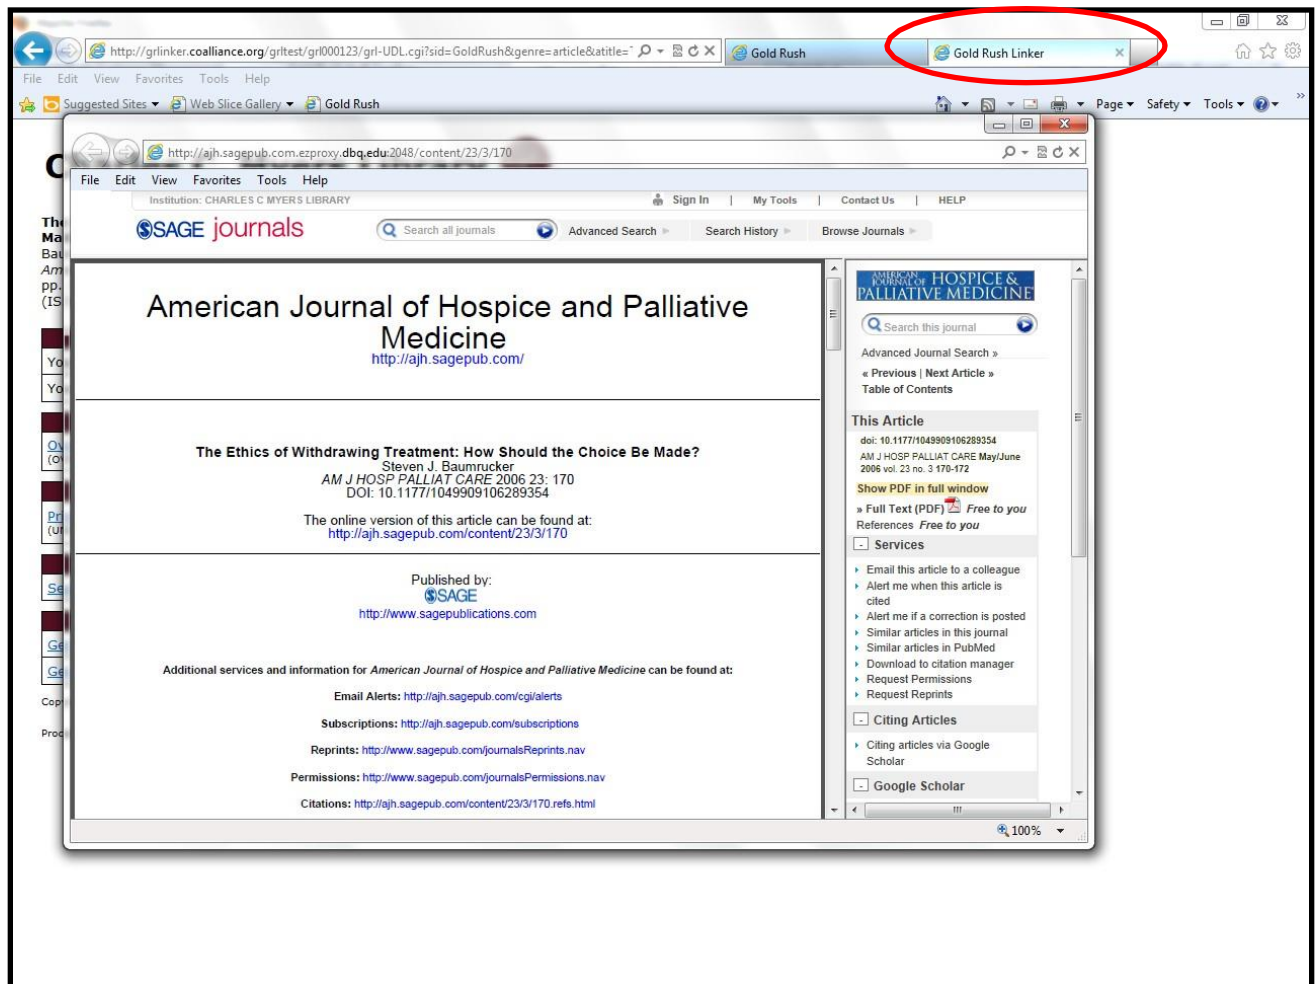 http://grlinker.coalliance.org/grltest/grl000123/grl-UDL.cgi?sid=GoldRush&genre=article&atitle=
Gold Rush
Gold Rush Linker
File Edit View Favorites Tools Help
Suggested Sites Web Slice Gallery Gold Rush
Page Safety Tools
http://ajh.sagepub.com.ezproxy.dbq.edu:2048/content/23/3/170
File Edit View Favorites Tools Help
Institution: CHARLES C MYERS LIBRARY
Sign In | My Tools | Contact Us | HELP
SAGE journals
Search all journals
Advanced Search Search History Browse Journals
American Journal of Hospice and Palliative
Medicine
http://ajh.sagepub.com/
The Ethics of Withdrawing Treatment: How Should the Choice Be Made?
Steven J. Baumrucker
AM J HOSP PALLIAT CARE 2006 23: 170
DOI: 10.1177/1049909106289354
The online version of this article can be found at:
http://ajh.sagepub.com/content/23/3/170
Published by:
SAGE
http://www.sagepublications.com
Additional services and information for American Journal of Hospice and Palliative Medicine can be found at:
Email Alerts: http://ajh.sagepub.com/cgi/alerts
Subscriptions: http://ajh.sagepub.com/subscriptions
Reprints: http://www.sagepub.com/journalsReprints.nav
Permissions: http://www.sagepub.com/journalsPermissions.nav
Citations: http://ajh.sagepub.com/content/23/3/170.refs.html
AMERICAN JOURNAL OF HOSPICE &
PALLIATIVE MEDICINE
Search this journal
Advanced Journal Search »
« Previous | Next Article »
Table of Contents
This Article
doi: 10.1177/1049909106289354
AM J HOSP PALLIAT CARE May/June
2006 vol. 23 no. 3 170-172
Show PDF in full window
» Full Text (PDF) Free to you
References Free to you
- Services
Email this article to a colleague
Alert me when this article is
cited
Alert me if a correction is posted
Similar articles in this journal
Similar articles in PubMed
Download to citation manager
Request Permissions
Request Reprints
- Citing Articles
Citing articles via Google
Scholar
- Google Scholar
100%